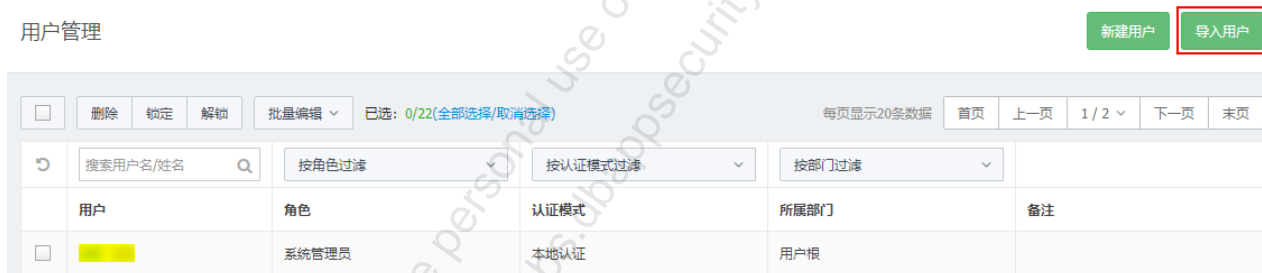 用户管理
新建用户
导入用户
删除 锁定 解锁 批量编辑 已选：0/22(全部选择/取消选择) 每页显示20条数据 首页 上一页 1 / 2 下一页 末页
搜索用户名/姓名 按角色过滤 按认证模式过滤 按部门过滤
用户 角色 认证模式 所属部门 备注
系统管理员 本地认证 用户根
e personal use o
bs.dbappsecurity